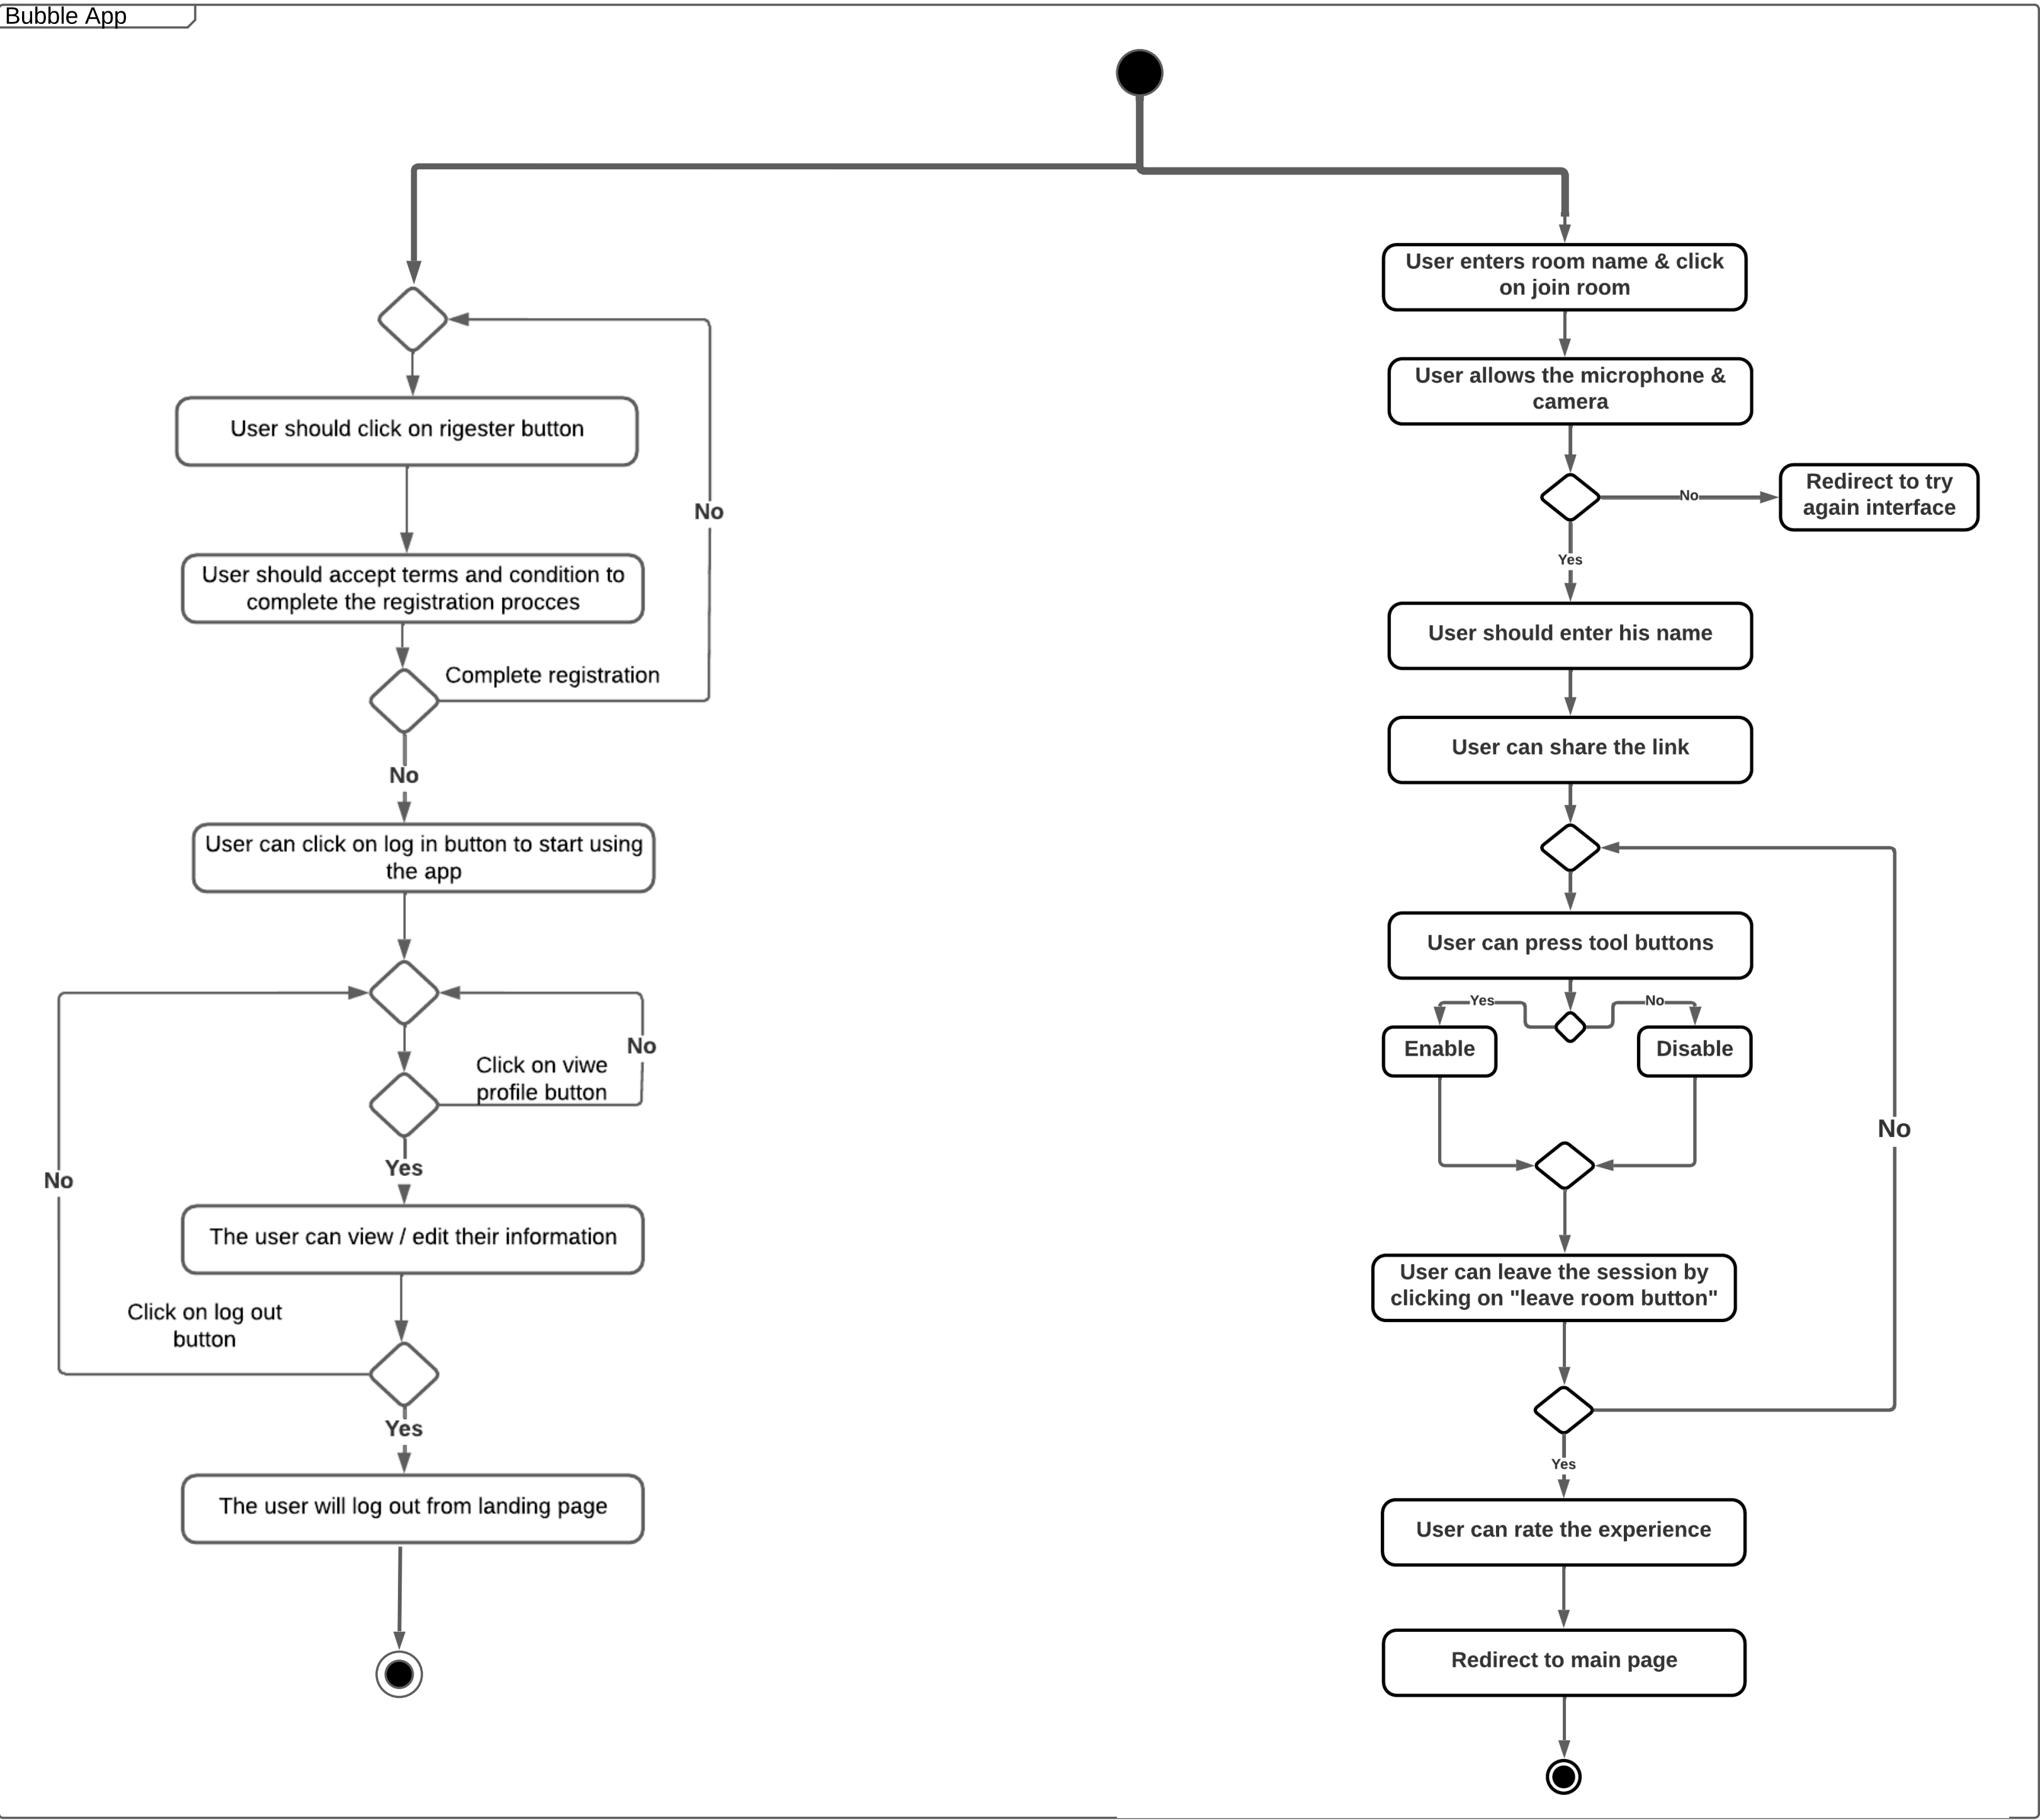 Bubble App
User should click on rigester button
No
User should accept terms and condition to
complete the registration procces
Complete registration
No
User can click on log in button to start using
the app
No
Click on viwe
profile button
Yes
No
The user can view / edit their information
Click on log out
button
Yes
The user will log out from landing page
User enters room name & click
on join room
User allows the microphone &
camera
No
Redirect to try
again interface
Yes
User should enter his name
User can share the link
User can press tool buttons
Yes
No
Enable
Disable
No
User can leave the session by
clicking on "leave room button"
Yes
User can rate the experience
Redirect to main page